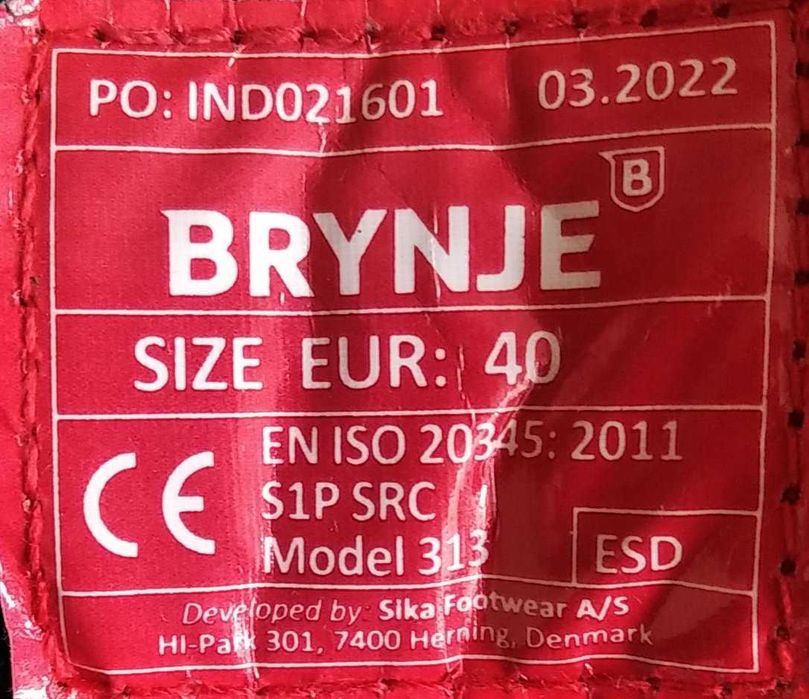 PO: IND021601 03.2022
B
BRYNJE
SIZE EUR: 40
CE
EN ISO 20345: 2011
S1P SRC
Model 313
ESD
Developed by: Sika Footwear A/S
HI-Park 301, 7400 Herning, Denmark